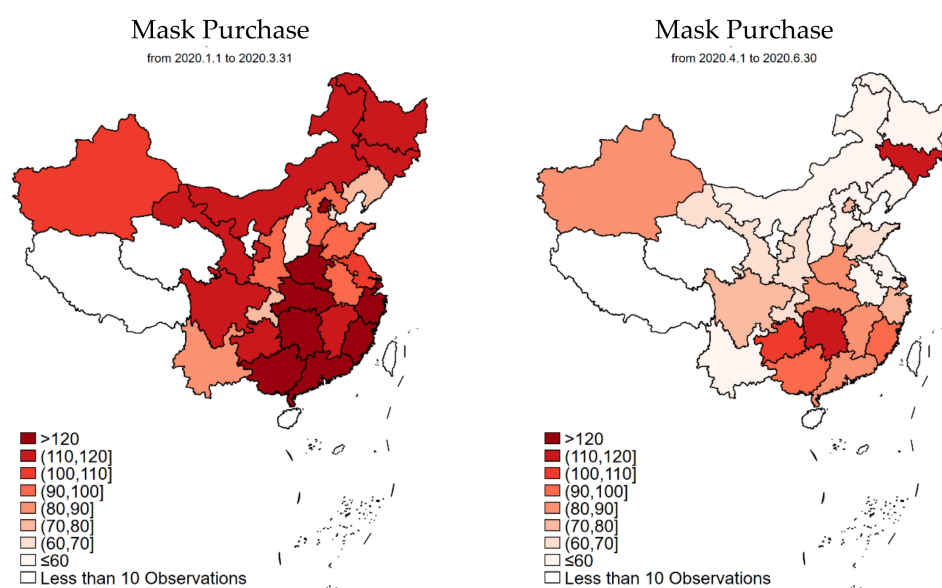 Mask Purchase
from 2020.1.1 to 2020.3.31
>120
(110,120]
(100,110]
(90,100]
(80,90]
(70,80]
(60,70]
≤60
Less than 10 Observations
Mask Purchase
from 2020.4.1 to 2020.6.30
>120
(110,120]
(100,110]
(90,100]
(80,90]
(70,80]
(60,70]
≤60
Less than 10 Observations